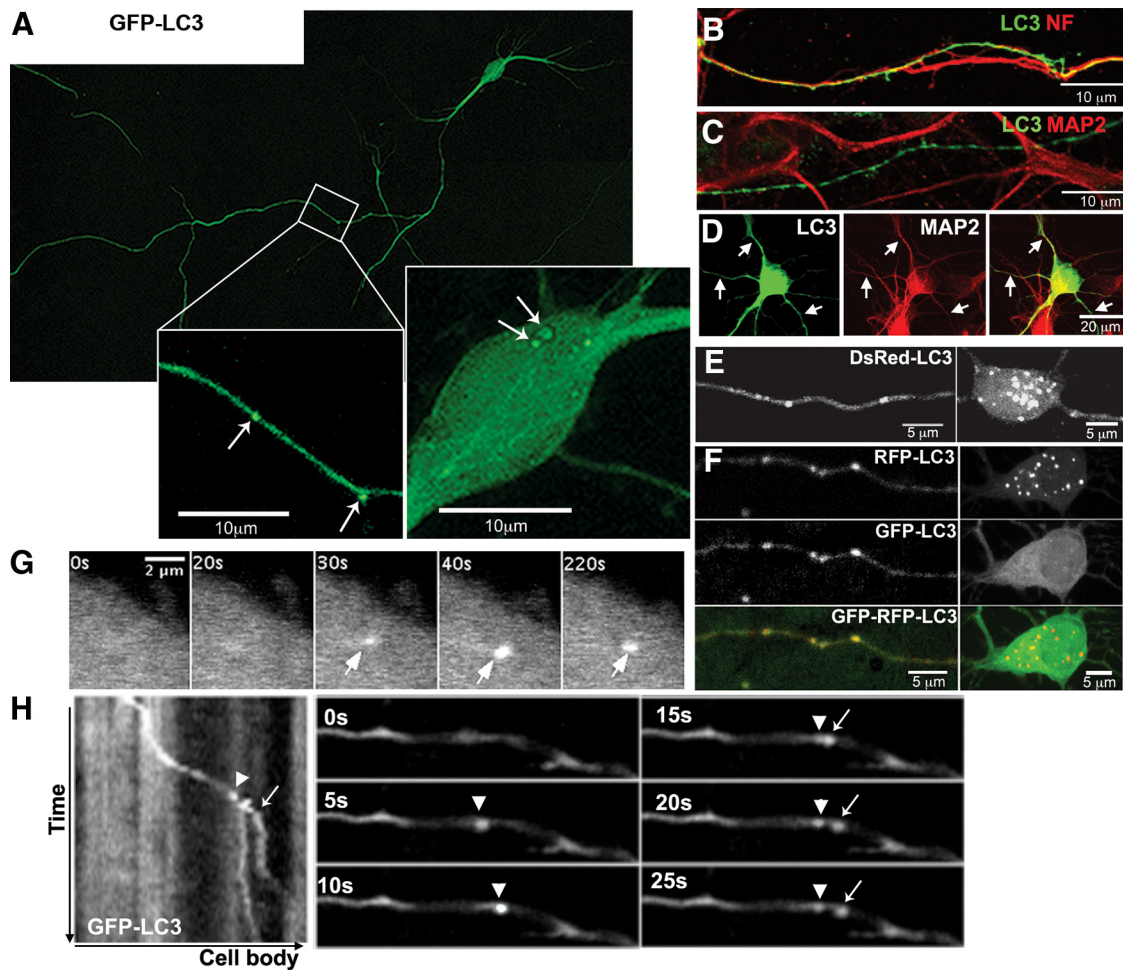 A
GFP-LC3
10μm
10μm
B
LC3 NF
10 μm
C
LC3 MAP2
10 μm
D
LC3
MAP2
20 μm
E
DsRed-LC3
5 μm
5 μm
F
RFP-LC3
GFP-LC3
GFP-RFP-LC3
5 μm
5 μm
G
0s
2 μm
20s
30s
40s
220s
H
Time
GFP-LC3
Cell body
0s
5s
10s
15s
20s
25s